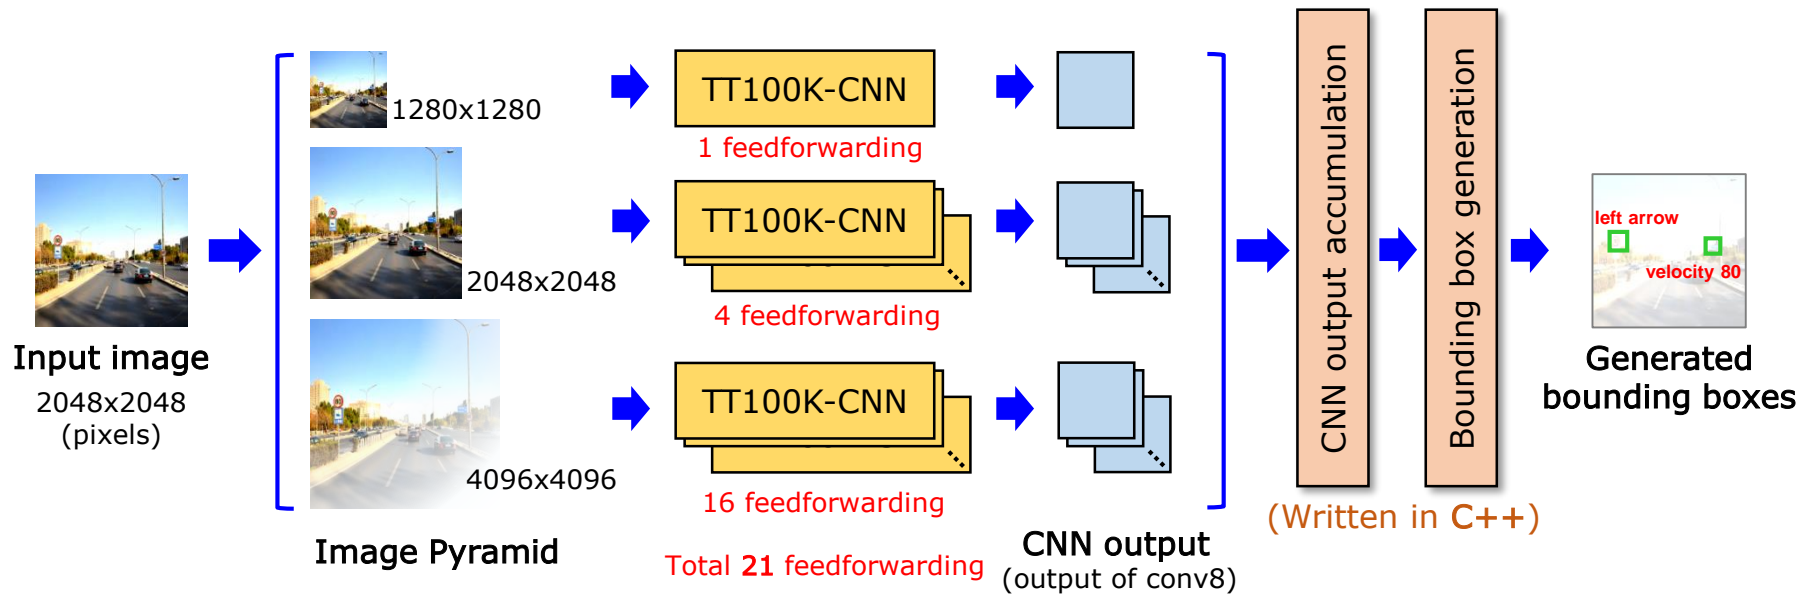 Input image
2048x2048
(pixels)
1280x1280
2048x2048
4096x4096
Image Pyramid
TT100K-CNN
1 feedforwarding
TT100K-CNN
4 feedforwarding
TT100K-CNN
16 feedforwarding
Total 21 feedforwarding
CNN output
(output of conv8)
CNN output accumulation
Bounding box generation
(Written in C++)
left arrow
velocity 80
Generated
bounding boxes